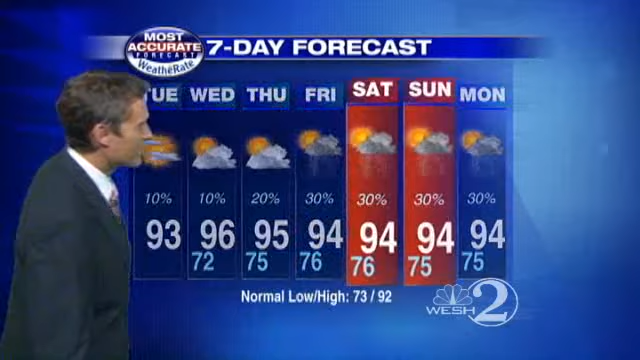 MOST
ACCURATE
FORECAST
WeatheRate
7-DAY FORECAST
TUE WED THU FRI SAT SUN MON
10% 10% 20% 30% 30% 30% 30%
93 96 95 94 94 94 94
72 75 76 76 75 75
Normal Low/High: 73 / 92
WESH 2